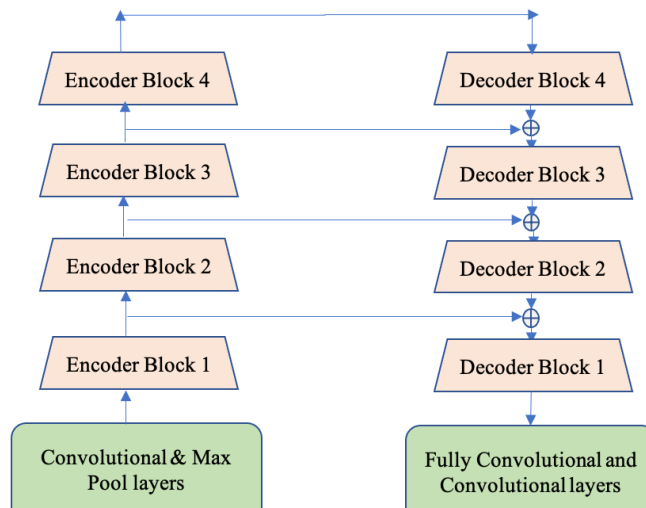 Encoder Block 4
Decoder Block 4
Encoder Block 3
Decoder Block 3
Encoder Block 2
Decoder Block 2
Encoder Block 1
Decoder Block 1
Convolutional & Max
Pool layers
Fully Convolutional and
Convolutional layers